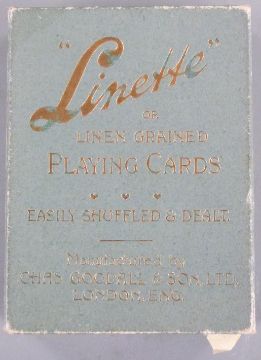 "Linette"
OR
LINEN GRAINED
PLAYING CARDS
EASILY SHUFFLED & DEALT.
Manufactured by
CHAS GOODALL & SON, LTD,
LONDON, ENG.